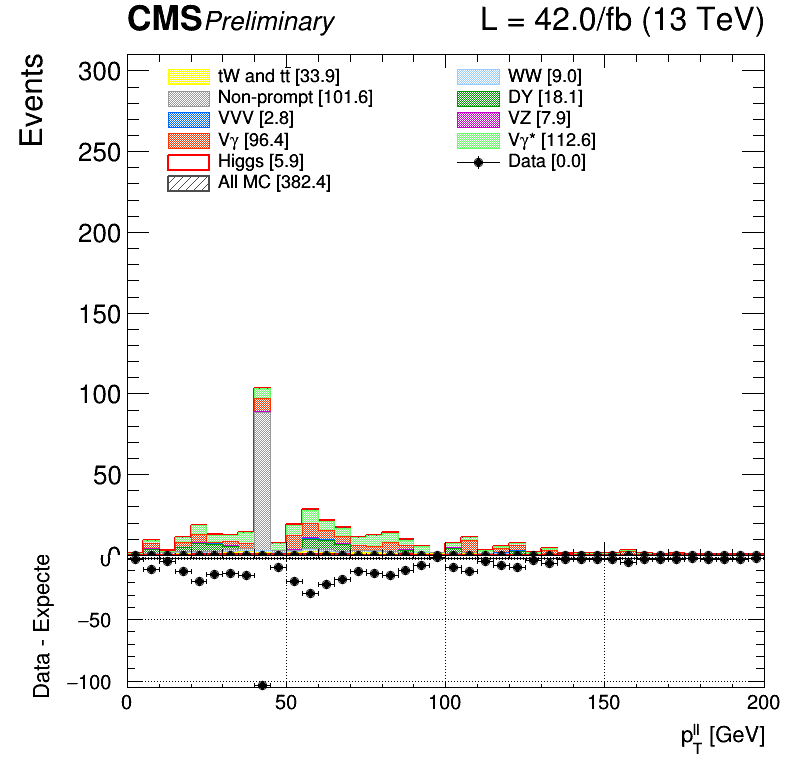 CMS Preliminary L = 42.0/fb (13 TeV)
Events
300
250
200
150
100
50
0
tW and tt̄ [33.9]
Non-prompt [101.6]
VVV [2.8]
Vγ [96.4]
Higgs [5.9]
All MC [382.4]
WW [9.0]
DY [18.1]
VZ [7.9]
Vγ* [112.6]
Data [0.0]
Data - Expecte
0
−50
−100
0 50 100 150 200
p_T^ll [GeV]